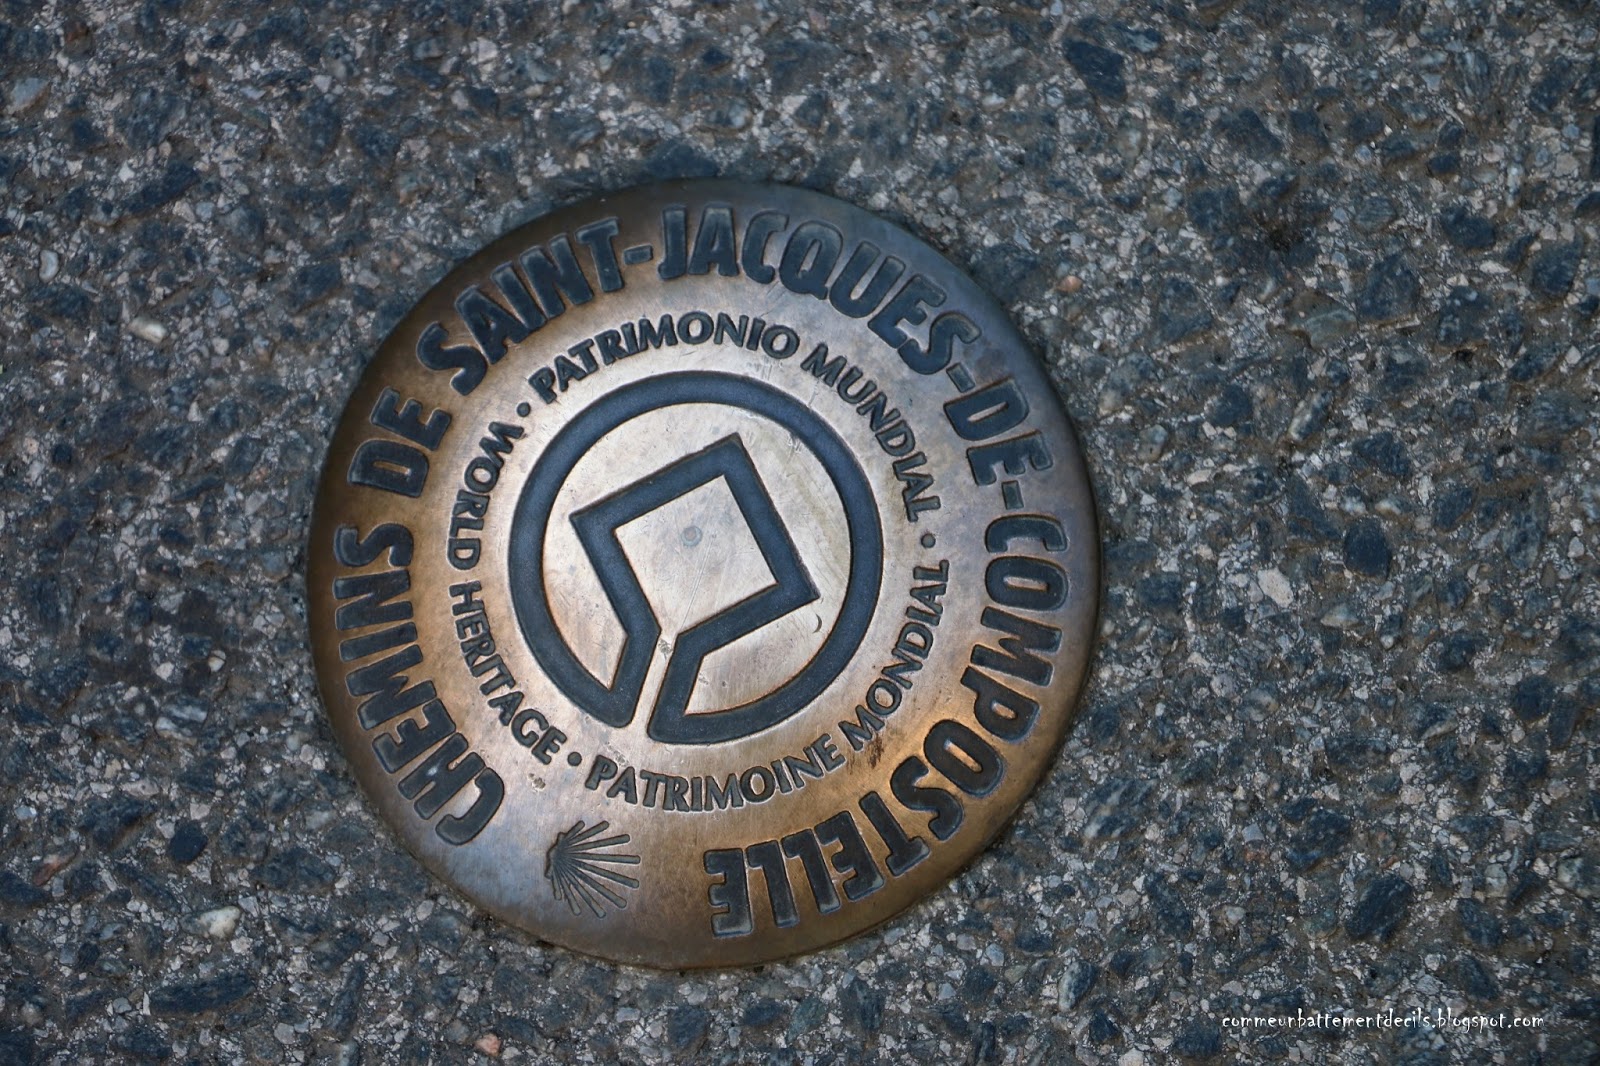 CHEMINS DE SAINT-JACQUES-DE-COMPOSTELLE
WORLD HERITAGE • PATRIMONIO MUNDIAL • PATRIMOINE MONDIAL •
commeunbattementdecils.blogspot.com